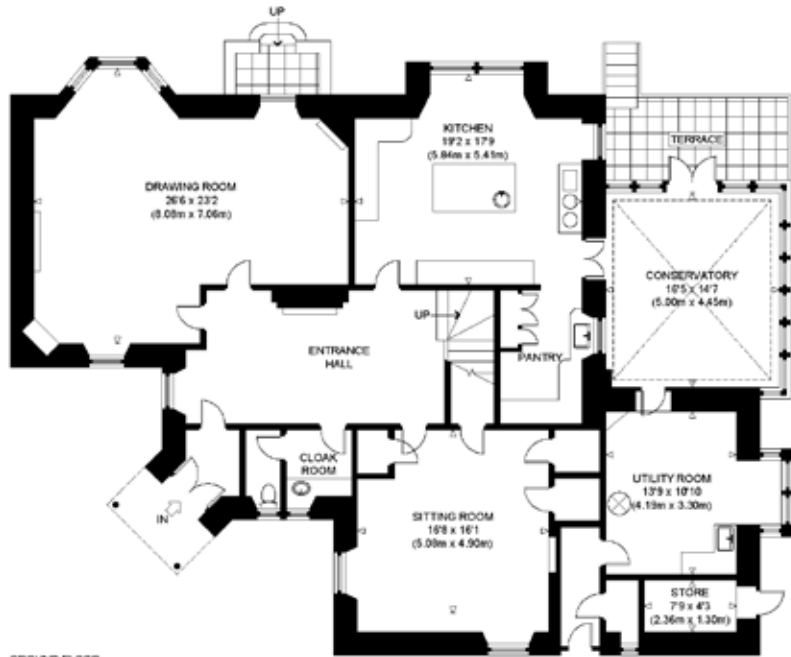 UP
DRAWING ROOM
26'6 x 23'2
(8.08m x 7.06m)
KITCHEN
19'2 x 17'9
(5.84m x 5.41m)
TERRACE
CONSERVATORY
16'5 x 14'7
(5.00m x 4.45m)
UP
ENTRANCE
HALL
PANTRY
CLOAK
ROOM
IN
SITTING ROOM
16'8 x 16'1
(5.08m x 4.90m)
UTILITY ROOM
13'9 x 10'10
(4.19m x 3.30m)
STORE
7'9 x 4'3
(2.36m x 1.30m)